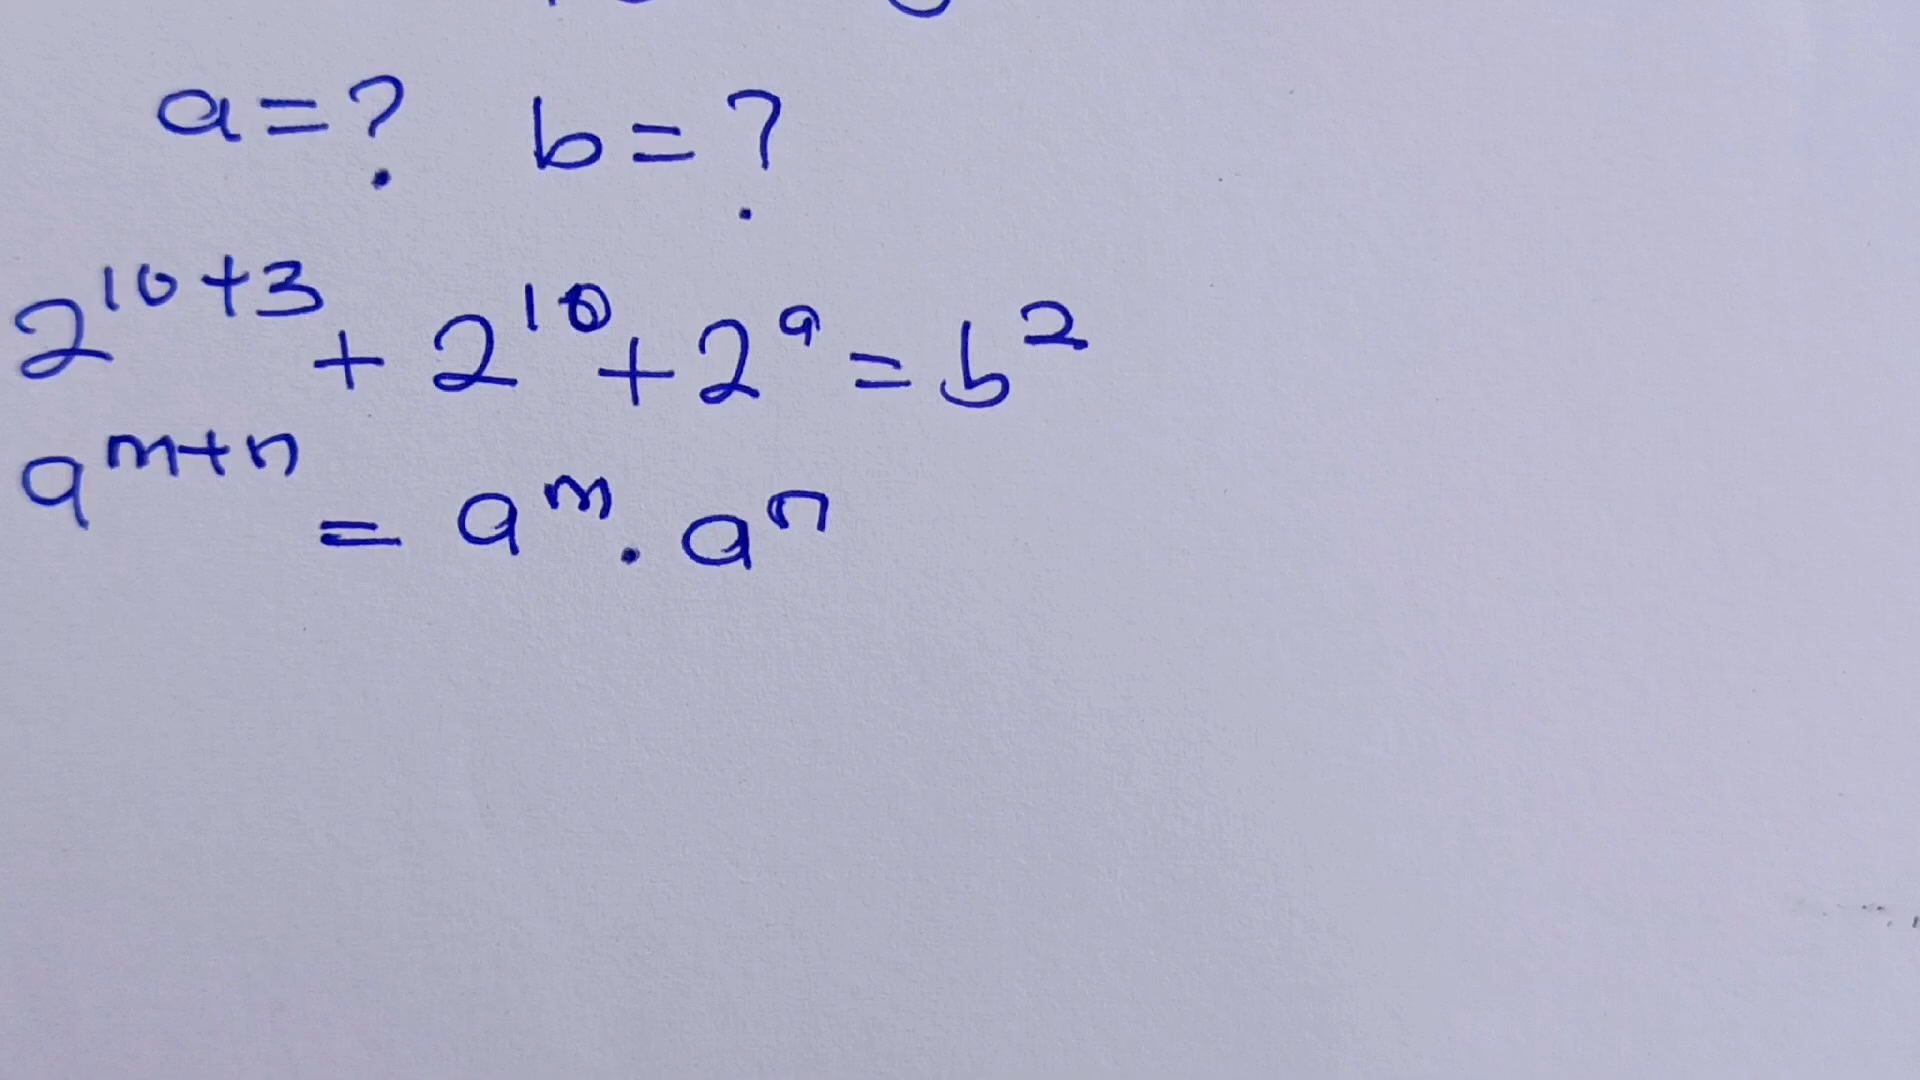 a=? b=?
2^{10+3} + 2^{10} + 2^a = b^2
a^{m+n} = a^m . a^n